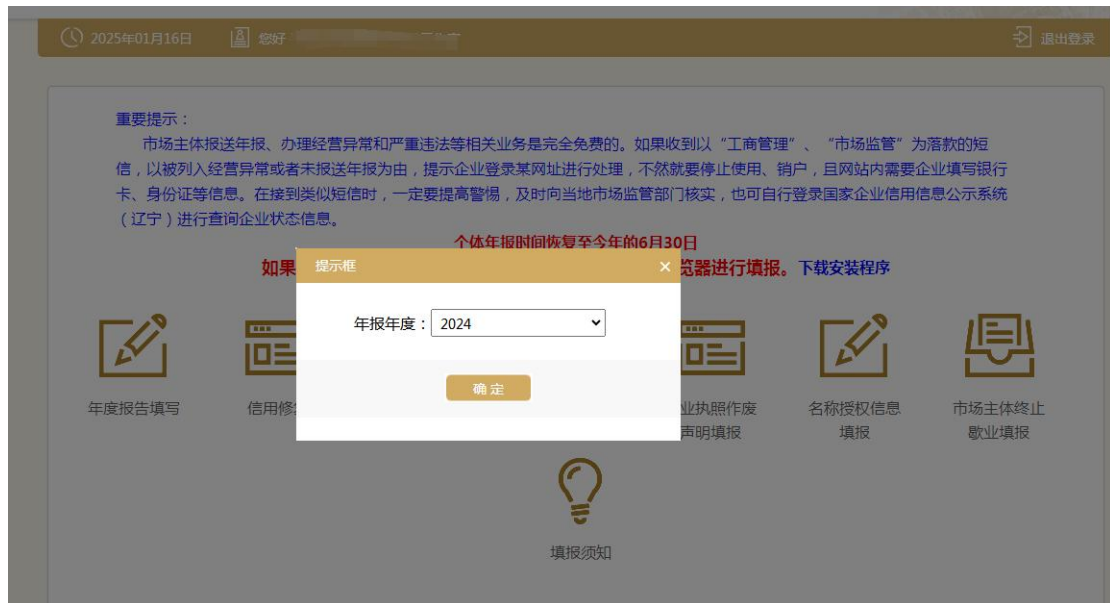 2025年01月16日 您好 退出登录
重要提示：
市场主体报送年报、办理经营异常和严重违法等相关业务是完全免费的。如果收到以“工商管理”、“市场监管”为落款的短
信，以被列入经营异常或者未报送年报为由，提示企业登录某网址进行处理，不然就要停止使用、销户，且网站内需要企业填写银行
卡、身份证等信息。在接到类似短信时，一定要提高警惕，及时向当地市场监管部门核实，也可自行登录国家企业信用信息公示系统
（辽宁）进行查询企业状态信息。
个体年报时间恢复至今年的6月30日
如果 览器进行填报。下载安装程序
提示框 ×
年报年度： 2024
确定
年度报告填写 信用修 业执照作废 名称授权信息 市场主体终止
声明填报 填报 歇业填报
填报须知